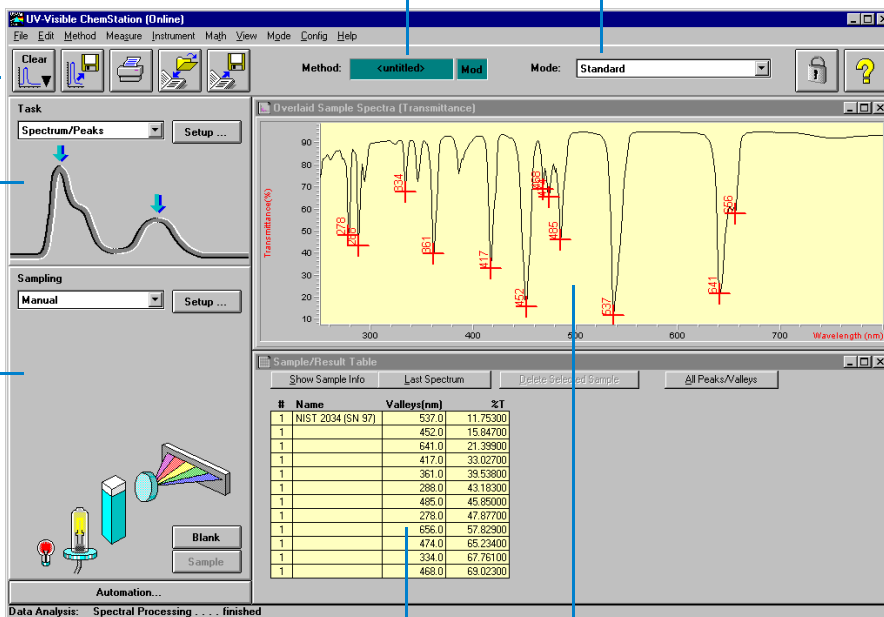 UV-Visible ChemStation (Online)
File Edit Method Measure Instrument Math View Mode Config Help
Clear
Method: <untitled> Mod Mode: Standard
Task
Spectrum/Peaks Setup ...
Sampling
Manual Setup ...
Blank
Sample
Automation...
Overlaid Sample Spectra (Transmittance)
Transmittance(%)
90
80
70
60
50
40
30
20
10
278
334
361
417
452
468
485
537
641
656
300 400 500 600 700 Wavelength (nm)
Sample/Result Table
Show Sample Info Last Spectrum Delete Selected Sample All Peaks/Valleys
# Name Valleys(nm) %T
1 NIST 2034 (SN 97) 537.0 11.75300
1 452.0 15.84700
1 641.0 21.39900
1 417.0 33.02700
1 361.0 39.53800
1 288.0 43.18300
1 485.0 45.85000
1 278.0 47.87700
1 656.0 57.82900
1 474.0 65.23400
1 334.0 67.76100
1 468.0 69.02300
Data Analysis: Spectral Processing . . . . finished